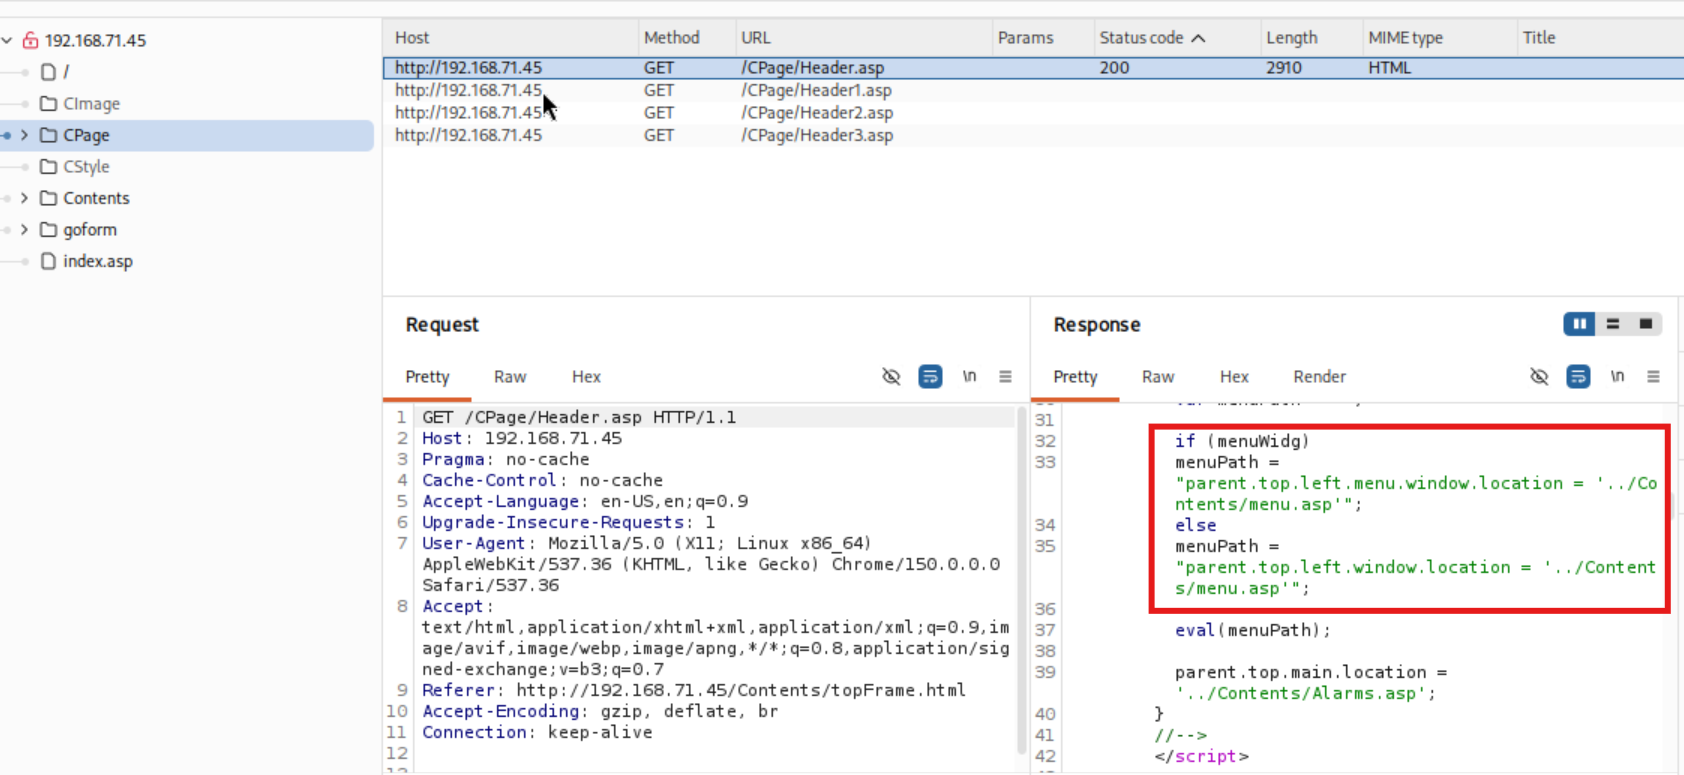 192.168.71.45
/
CImage
CPage
CStyle
Contents
goform
index.asp
Host Method URL Params Status code Length MIME type Title
http://192.168.71.45 GET /CPage/Header.asp 200 2910 HTML
http://192.168.71.45 GET /CPage/Header1.asp
http://192.168.71.45 GET /CPage/Header2.asp
http://192.168.71.45 GET /CPage/Header3.asp
Request
Pretty Raw Hex \n
1 GET /CPage/Header.asp HTTP/1.1
2 Host: 192.168.71.45
3 Pragma: no-cache
4 Cache-Control: no-cache
5 Accept-Language: en-US,en;q=0.9
6 Upgrade-Insecure-Requests: 1
7 User-Agent: Mozilla/5.0 (X11; Linux x86_64)
AppleWebKit/537.36 (KHTML, like Gecko) Chrome/150.0.0.0
Safari/537.36
8 Accept:
text/html,application/xhtml+xml,application/xml;q=0.9,im
age/avif,image/webp,image/apng,*/*;q=0.8,application/sig
ned-exchange;v=b3;q=0.7
9 Referer: http://192.168.71.45/Contents/topFrame.html
10 Accept-Encoding: gzip, deflate, br
11 Connection: keep-alive
12
Response
Pretty Raw Hex Render \n
31
32 if (menuWidg)
33 menuPath =
"parent.top.left.menu.window.location = '../Co
ntents/menu.asp'";
34 else
35 menuPath =
"parent.top.left.window.location = '../Content
s/menu.asp'";
36
37 eval(menuPath);
38
39 parent.top.main.location =
'../Contents/Alarms.asp';
40 }
41 //-->
42 </script>